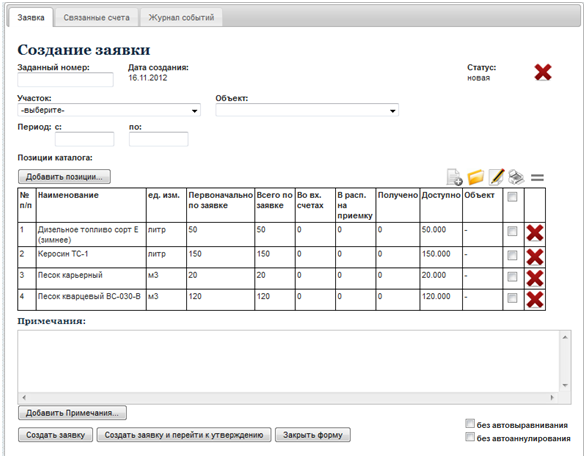 Заявка Связанные счета Журнал событий
Создание заявки
Заданный номер: Дата создания: Статус:
16.11.2012 новая
Участок: Объект:
-выберите-
Период: с: по:
Позиции каталога:
Добавить позиции...
№ п/п Наименование ед. изм. Первоначально по заявке Всего по заявке Во вх. счетах В расп. на приемку Получено Доступно Объект
1 Дизельное топливо сорт Е (зимнее) литр 50 50 0 0 0 50.000 -
2 Керосин ТС-1 литр 150 150 0 0 0 150.000 -
3 Песок карьерный м3 20 20 0 0 0 20.000 -
4 Песок кварцевый ВС-030-В м3 120 120 0 0 0 120.000 -
Примечания:
Добавить Примечания...
без автовыравнивания
Создать заявку Создать заявку и перейти к утверждению Закрыть форму
без автоаннулирования